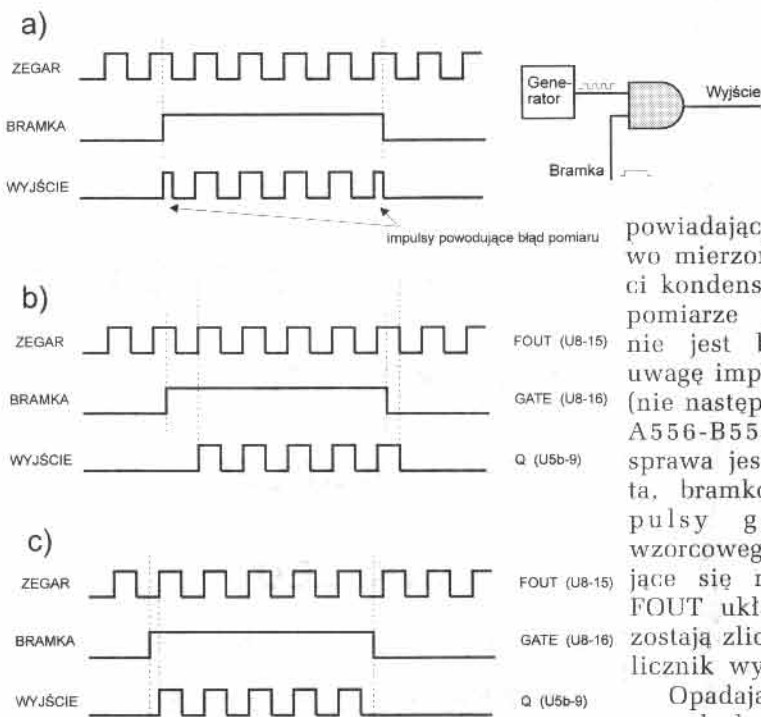 a)
ZEGAR
BRAMKA
WYJŚCIE
impulsy powodujące błąd pomiaru
Gene-
rator
Wyjście
Bramka
b)
ZEGAR
FOUT (U8-15)
BRAMKA
GATE (U8-16)
WYJŚCIE
Q (U5b-9)
c)
ZEGAR
FOUT (U8-15)
BRAMKA
GATE (U8-16)
WYJŚCIE
Q (U5b-9)
powiadając
wo mierzon
ci kondens
pomiarze
nie jest b
uwagę imp
(nie następ
A556-B55
sprawa jes
ta, bramko
pulsy g
wzorcoweg
jące się n
FOUT ukł
zostają zlic
licznik wy
Opadają